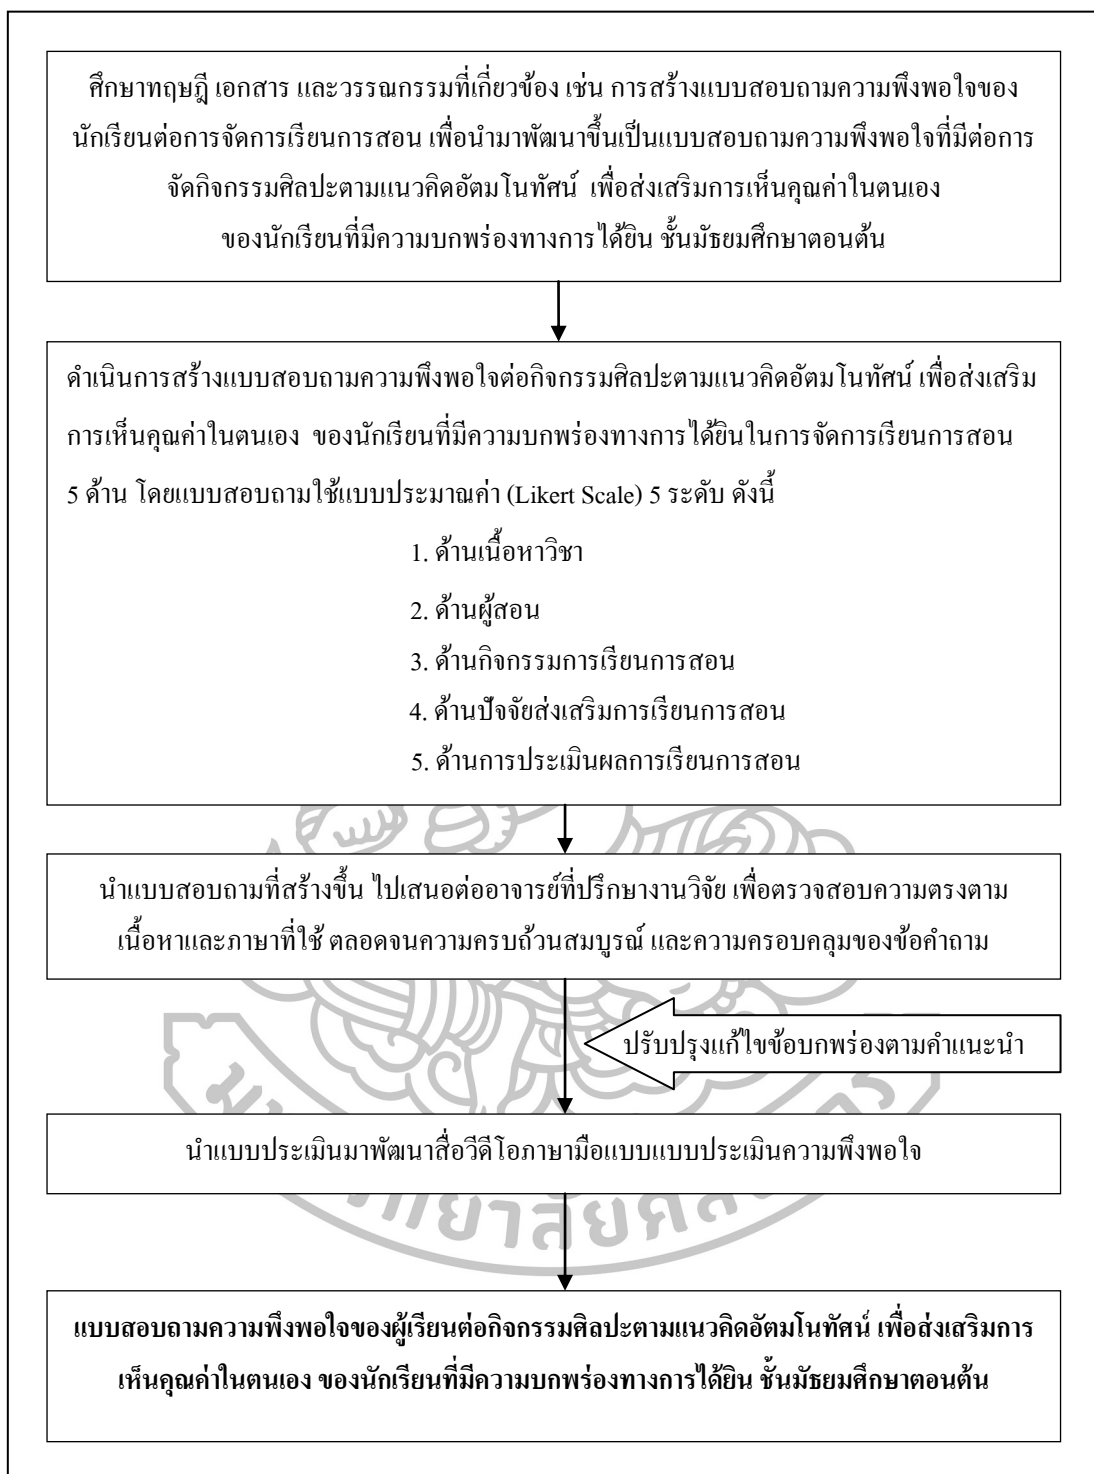 ศึกษาทฤษฎี เอกสาร และวรรณกรรมที่เกี่ยวข้อง เช่น การสร้างแบบสอบถามความพึงพอใจของ
นักเรียนต่อการจัดการเรียนการสอน เพื่อนำมาพัฒนาขึ้นเป็นแบบสอบถามความพึงพอใจที่มีต่อการ
จัดกิจกรรมศิลปะตามแนวคิดอัตมโนทัศน์ เพื่อส่งเสริมการเห็นคุณค่าในตนเอง
ของนักเรียนที่มีความบกพร่องทางการได้ยิน ชั้นมัธยมศึกษาตอนต้น
ดำเนินการสร้างแบบสอบถามความพึงพอใจต่อกิจกรรมศิลปะตามแนวคิดอัตมโนทัศน์ เพื่อส่งเสริม
การเห็นคุณค่าในตนเอง ของนักเรียนที่มีความบกพร่องทางการได้ยินในการจัดการเรียนการสอน
5 ด้าน โดยแบบสอบถามใช้แบบประมาณค่า (Likert Scale) 5 ระดับ ดังนี้
1. ด้านเนื้อหาวิชา
2. ด้านผู้สอน
3. ด้านกิจกรรมการเรียนการสอน
4. ด้านปัจจัยส่งเสริมการเรียนการสอน
5. ด้านการประเมินผลการเรียนการสอน
นำแบบสอบถามที่สร้างขึ้น ไปเสนอต่ออาจารย์ที่ปรึกษางานวิจัย เพื่อตรวจสอบความตรงตาม
เนื้อหาและภาษาที่ใช้ ตลอดจนความครบถ้วนสมบูรณ์ และความครอบคลุมของข้อคำถาม
ปรับปรุงแก้ไขข้อบกพร่องตามคำแนะนำ
นำแบบประเมินมาพัฒนาสื่อวีดีโอภาษามือแบบแบบประเมินความพึงพอใจ
แบบสอบถามความพึงพอใจของผู้เรียนต่อกิจกรรมศิลปะตามแนวคิดอัตมโนทัศน์ เพื่อส่งเสริมการ
เห็นคุณค่าในตนเอง ของนักเรียนที่มีความบกพร่องทางการได้ยิน ชั้นมัธยมศึกษาตอนต้น